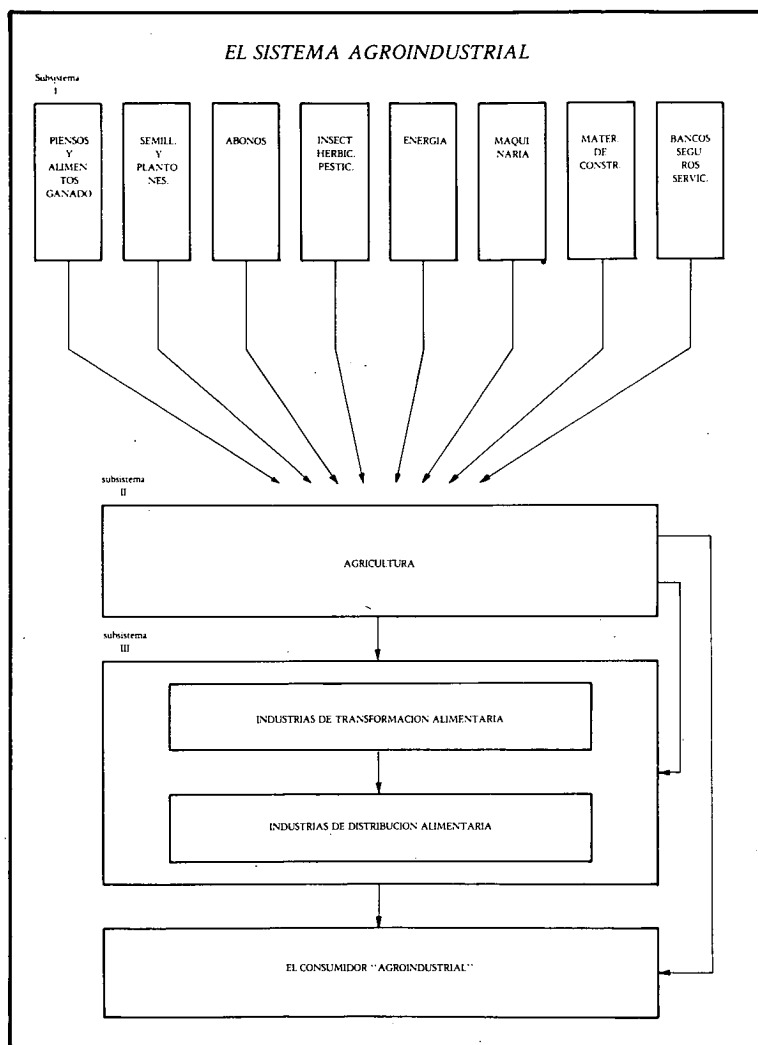 EL SISTEMA AGROINDUSTRIAL
Subsistema
I
PIENSOS
Y
ALIMEN
TOS
GANADO
SEMILL.
Y
PLANTO
NES.
ABONOS
INSECT
HERBIC.
PESTIC.
ENERGIA
MAQUI
NARIA
MATER.
DE
CONSTR.
BANCOS
SEGU
ROS
SERVIC.
subsistema
II
AGRICULTURA
subsistema
III
INDUSTRIAS DE TRANSFORMACION ALIMENTARIA
INDUSTRIAS DE DISTRIBUCION ALIMENTARIA
EL CONSUMIDOR "AGROINDUSTRIAL"